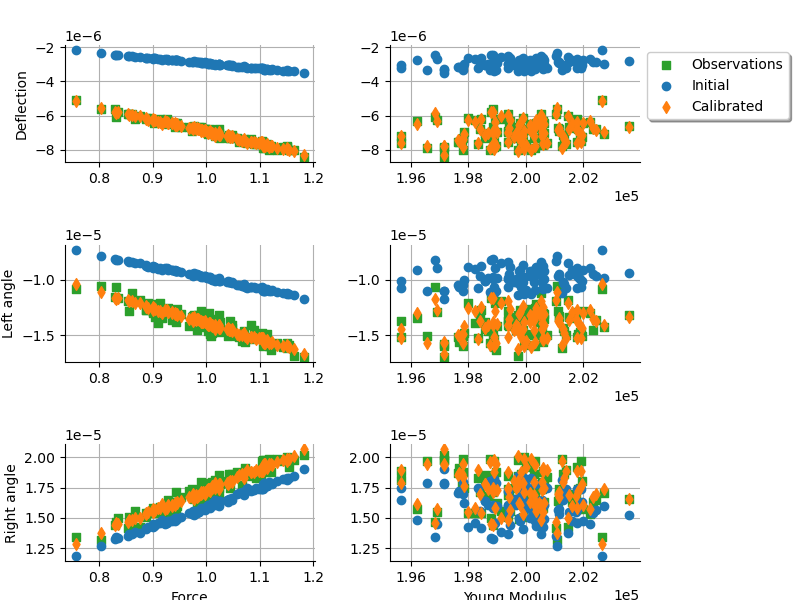 1e−6
−2
−4
−6
−8
Deflection
0.8 0.9 1.0 1.1 1.2
1e−6
−2
−4
−6
−8
1.96 1.98 2.00 2.02
1e5
Observations
Initial
Calibrated
1e−5
−1.0
−1.5
Left angle
0.8 0.9 1.0 1.1 1.2
1e−5
−1.0
−1.5
1.96 1.98 2.00 2.02
1e5
1e−5
2.00
1.75
1.50
1.25
Right angle
0.8 0.9 1.0 1.1 1.2
Force
1e−5
2.00
1.75
1.50
1.25
1.96 1.98 2.00 2.02
1e5
Young Modulus